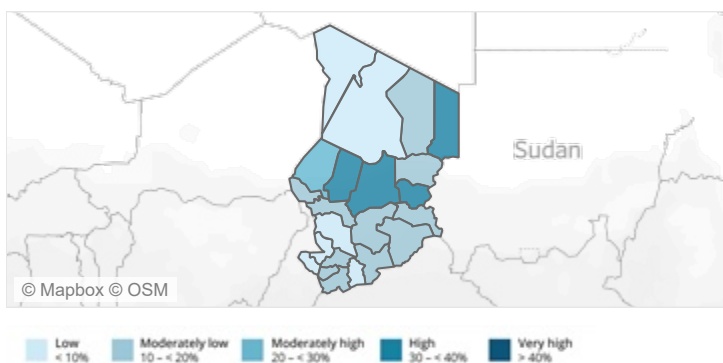 Sudan
© Mapbox © OSM
Low
< 10%
Moderately low
10 – < 20%
Moderately high
20 – < 30%
High
30 – < 40%
Very high
> 40%